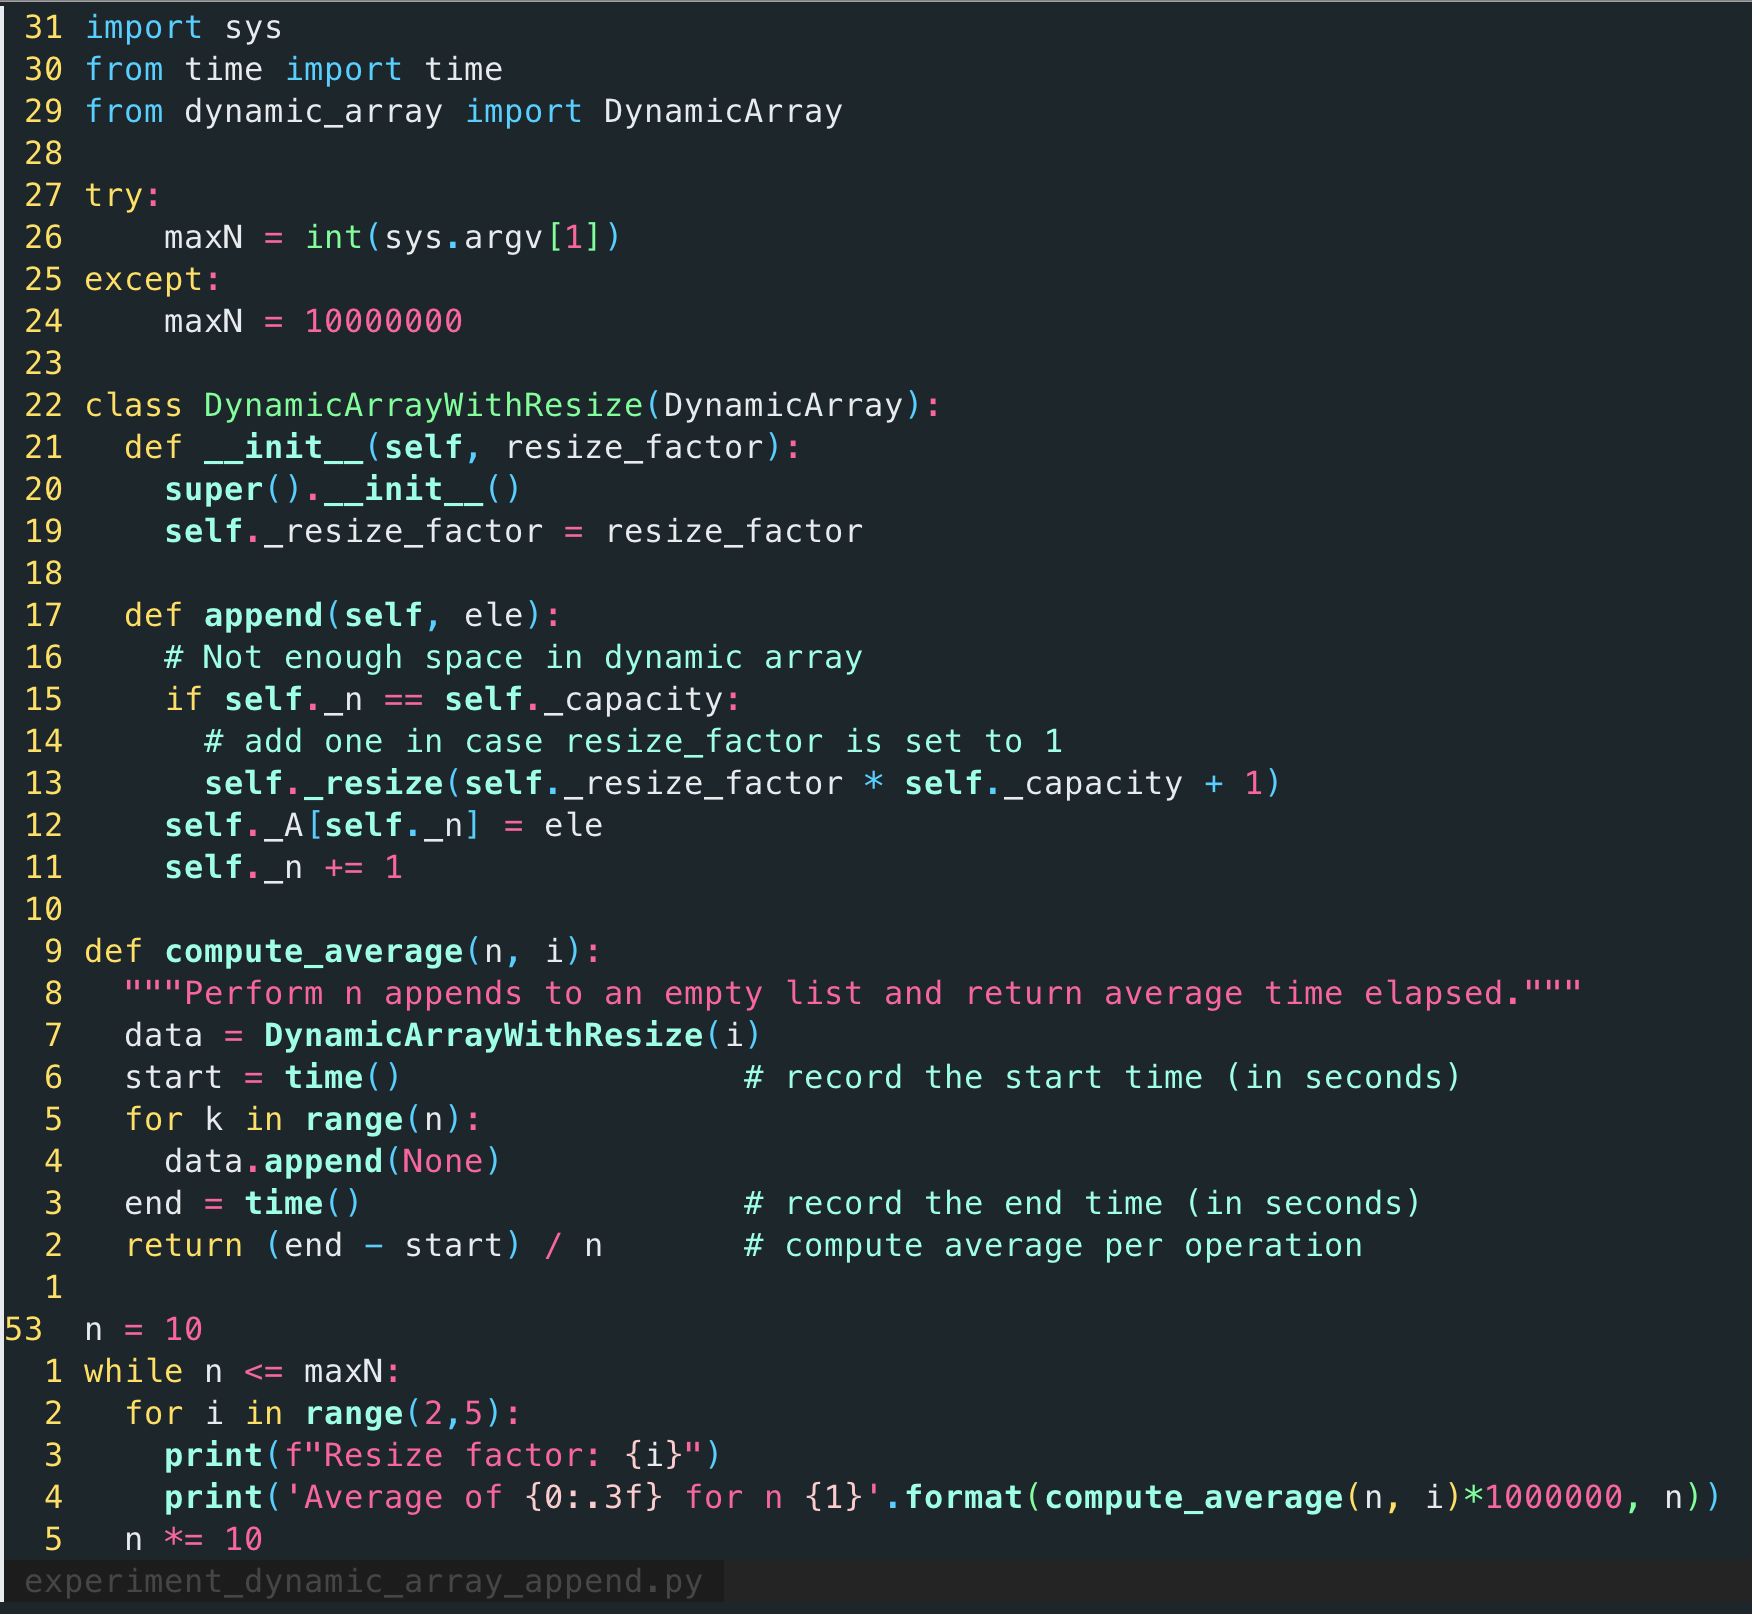 31 import sys
30 from time import time
29 from dynamic_array import DynamicArray
28
27 try:
26     maxN = int(sys.argv[1])
25 except:
24     maxN = 10000000
23
22 class DynamicArrayWithResize(DynamicArray):
21   def __init__(self, resize_factor):
20     super().__init__()
19     self._resize_factor = resize_factor
18
17   def append(self, ele):
16     # Not enough space in dynamic array
15     if self._n == self._capacity:
14       # add one in case resize_factor is set to 1
13       self._resize(self._resize_factor * self._capacity + 1)
12     self._A[self._n] = ele
11     self._n += 1
10
 9 def compute_average(n, i):
 8   """Perform n appends to an empty list and return average time elapsed."""
 7   data = DynamicArrayWithResize(i)
 6   start = time()                 # record the start time (in seconds)
 5   for k in range(n):
 4     data.append(None)
 3   end = time()                   # record the end time (in seconds)
 2   return (end - start) / n       # compute average per operation
 1
53  n = 10
 1 while n <= maxN:
 2   for i in range(2,5):
 3     print(f"Resize factor: {i}")
 4     print('Average of {0:.3f} for n {1}'.format(compute_average(n, i)*1000000, n))
 5   n *= 10
experiment_dynamic_array_append.py